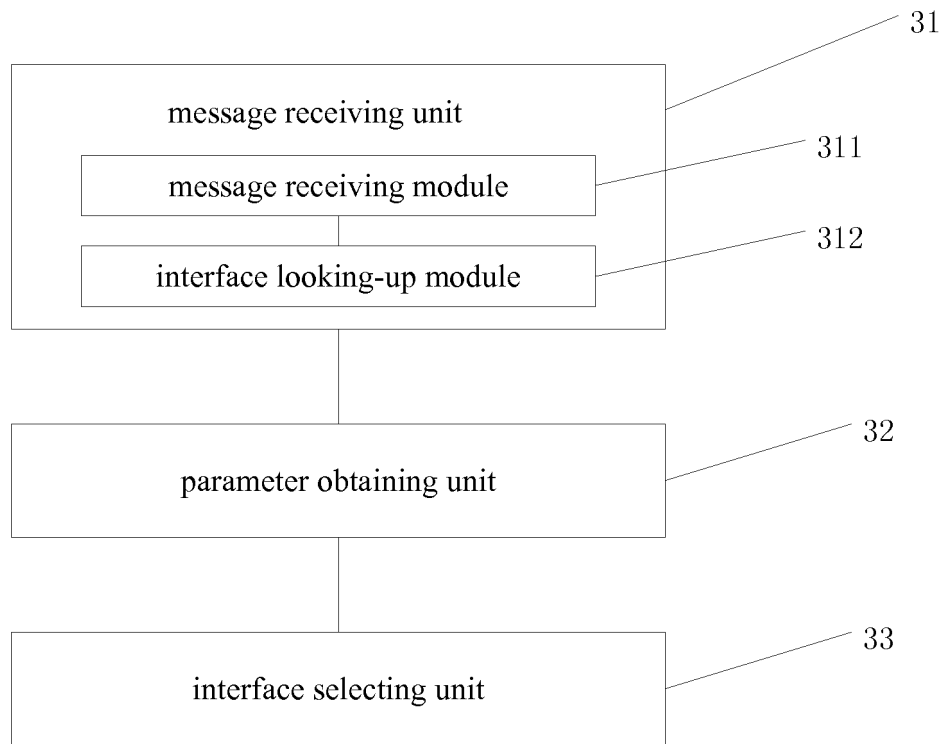 31
message receiving unit
311
message receiving module
312
interface looking-up module
32
parameter obtaining unit
33
interface selecting unit